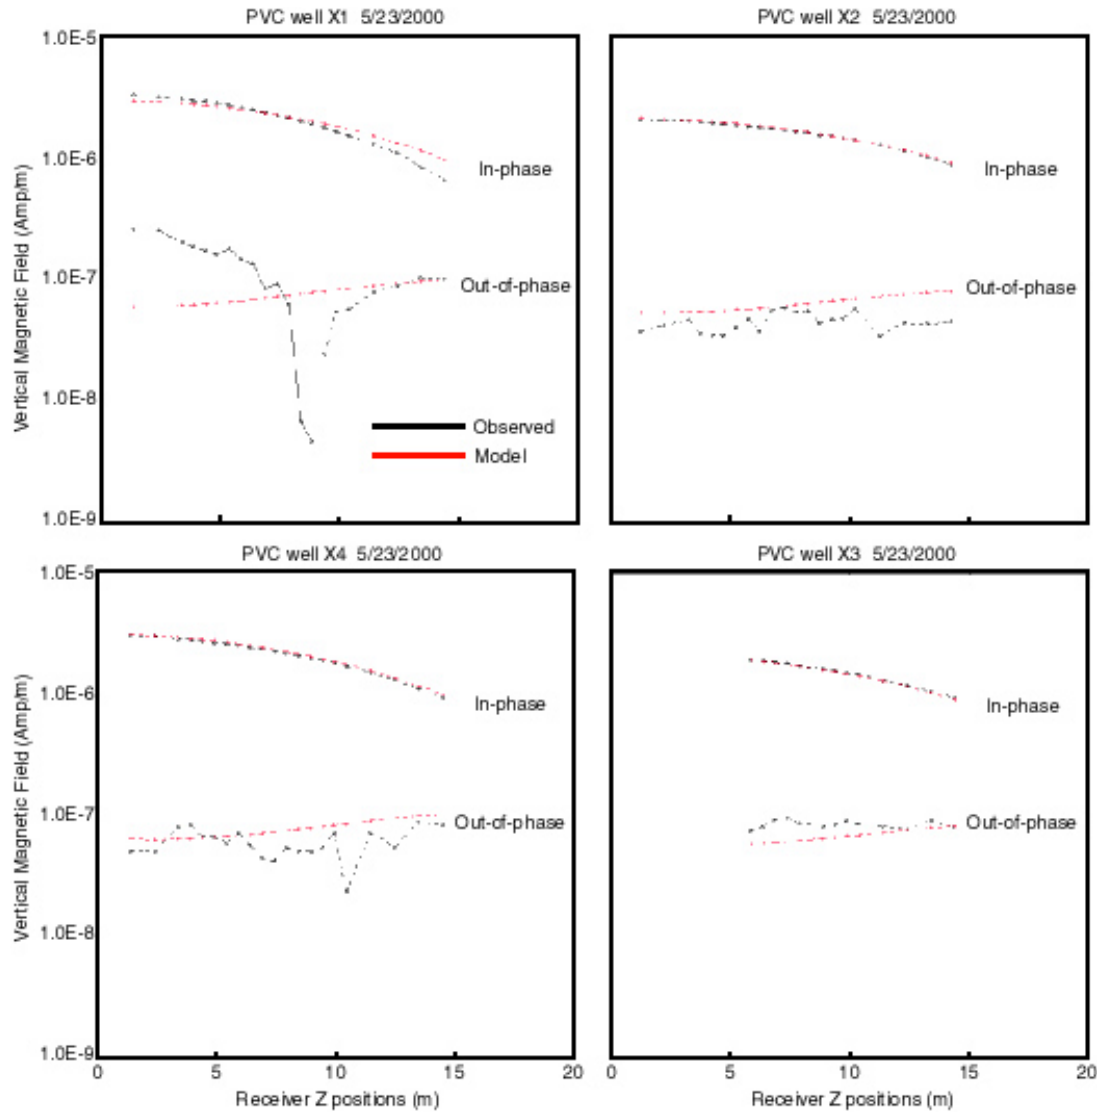 PVC well X1 5/23/2000
PVC well X2 5/23/2000
1.0E-5
1.0E-6
1.0E-7
1.0E-8
1.0E-9
Vertical Magnetic Field (Amp/m)
In-phase
Out-of-phase
Observed
Model
In-phase
Out-of-phase
PVC well X4 5/23/2000
PVC well X3 5/23/2000
1.0E-5
1.0E-6
1.0E-7
1.0E-8
1.0E-9
Vertical Magnetic Field (Amp/m)
In-phase
Out-of-phase
In-phase
Out-of-phase
0 5 10 15 20
0 5 10 15 20
Receiver Z positions (m)
Receiver Z positions (m)